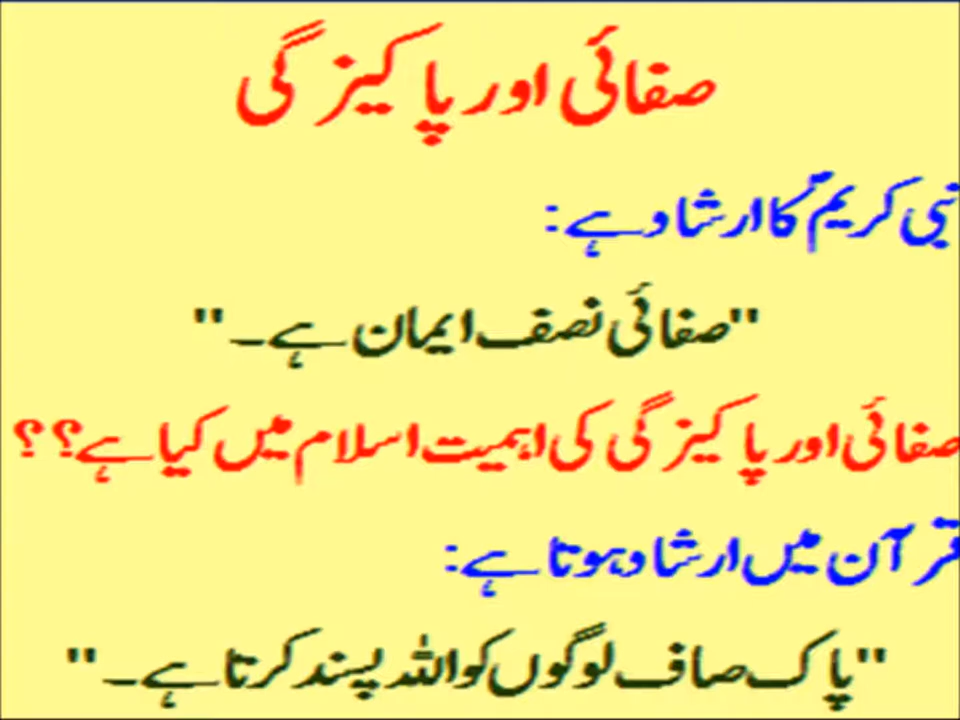 صفائی اور پاکیزگی
نبی کریمؐ کا ارشاد ہے:
"صفائی نصف ایمان ہے۔"
صفائی اور پاکیزگی کی اہمیت اسلام میں کیا ہے؟؟
قرآن میں ارشاد ہوتا ہے:
"پاک صاف لوگوں کو اللہ پسند کرتا ہے۔"